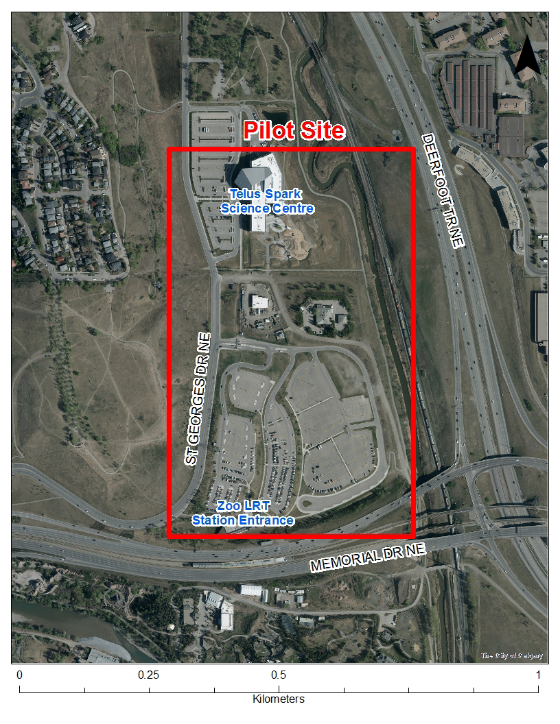 N
Pilot Site
DEERFOOT TR NE
Telus Spark
Science Centre
ST GEORGES DR NE
Zoo LRT
Station Entrance
MEMORIAL DR NE
The City of Calgary
0
0.25
0.5
1
Kilometers